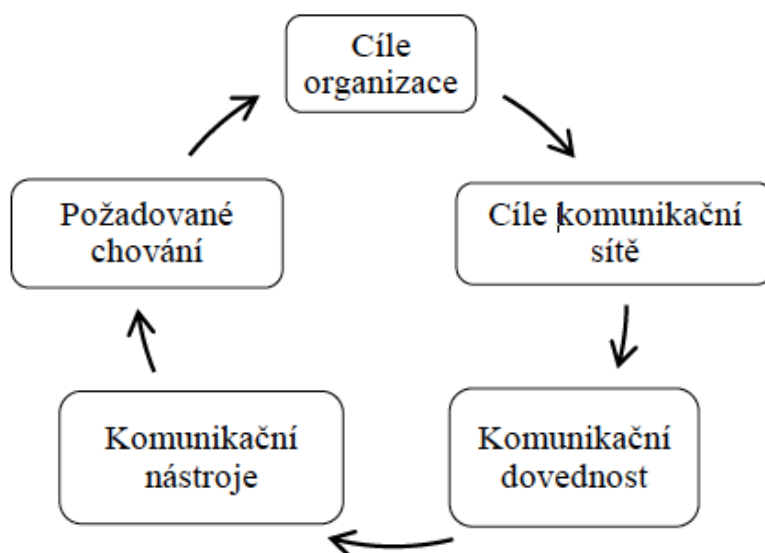 Cíle
organizace
Požadované
chování
Cíle komunikační
sítě
Komunikační
nástroje
Komunikační
dovednost